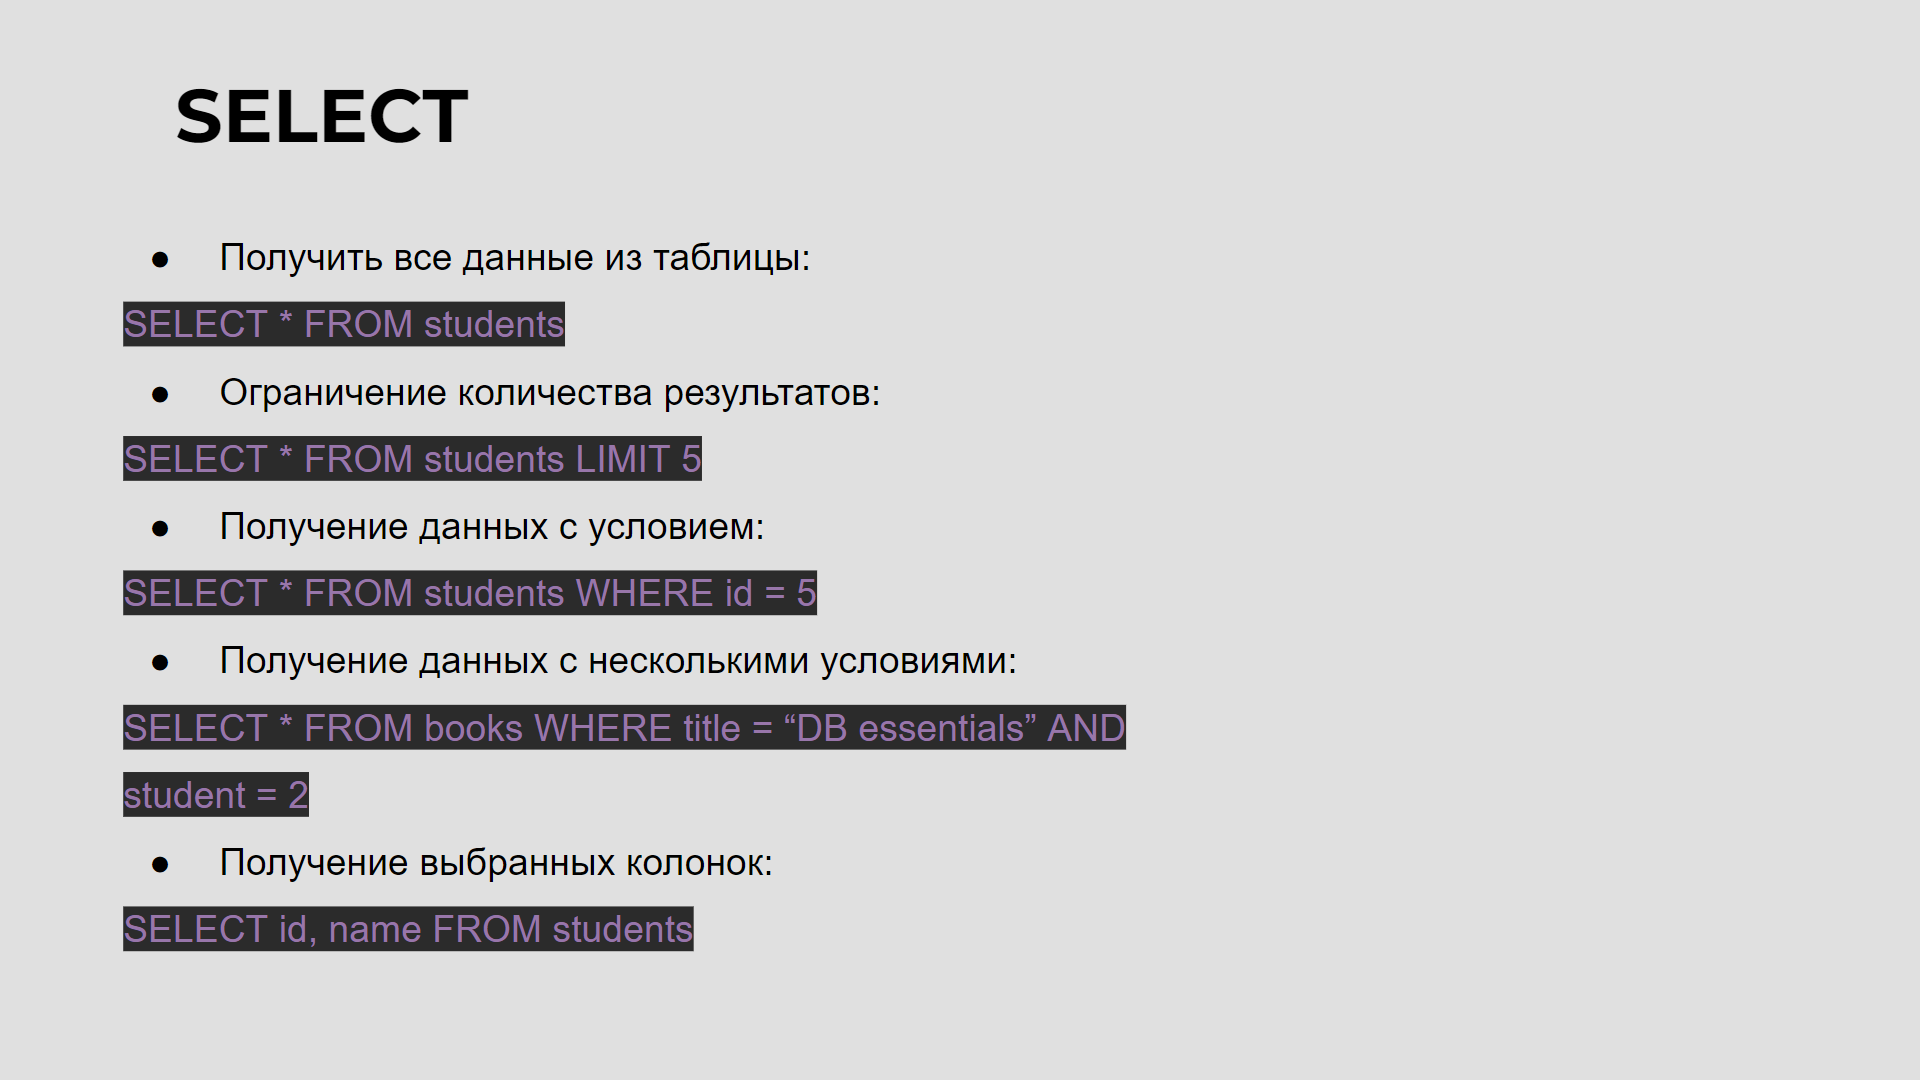 SELECT
● Получить все данные из таблицы:
SELECT * FROM students
● Ограничение количества результатов:
SELECT * FROM students LIMIT 5
● Получение данных с условием:
SELECT * FROM students WHERE id = 5
● Получение данных с несколькими условиями:
SELECT * FROM books WHERE title = “DB essentials” AND
student = 2
● Получение выбранных колонок:
SELECT id, name FROM students